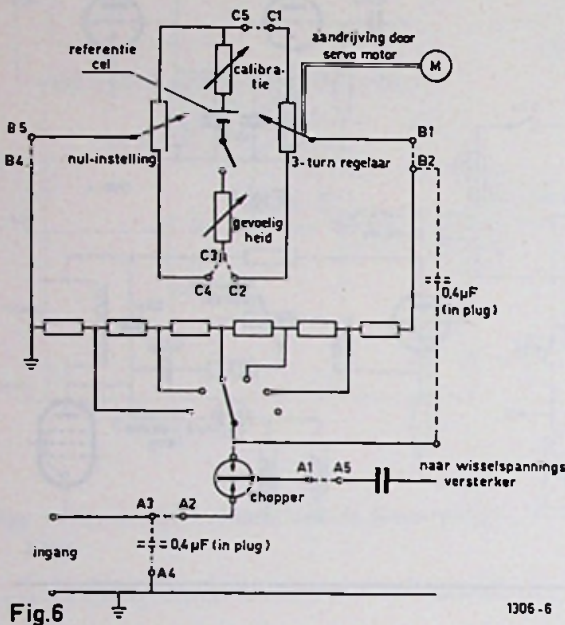 C5 C1
referentie
cel
aandrijving door
servo motor
M
calibra-
tie
B5
B4
nul-instelling
3-turn regelaar
B1
B2
gevoelig
heid
C3
C4 C2
0,4µF
(in plug)
A1 A5
naar wisselspannings
versterker
chopper
A3 A2
ingang
0,4µF (in plug)
A4
Fig.6
1306-6